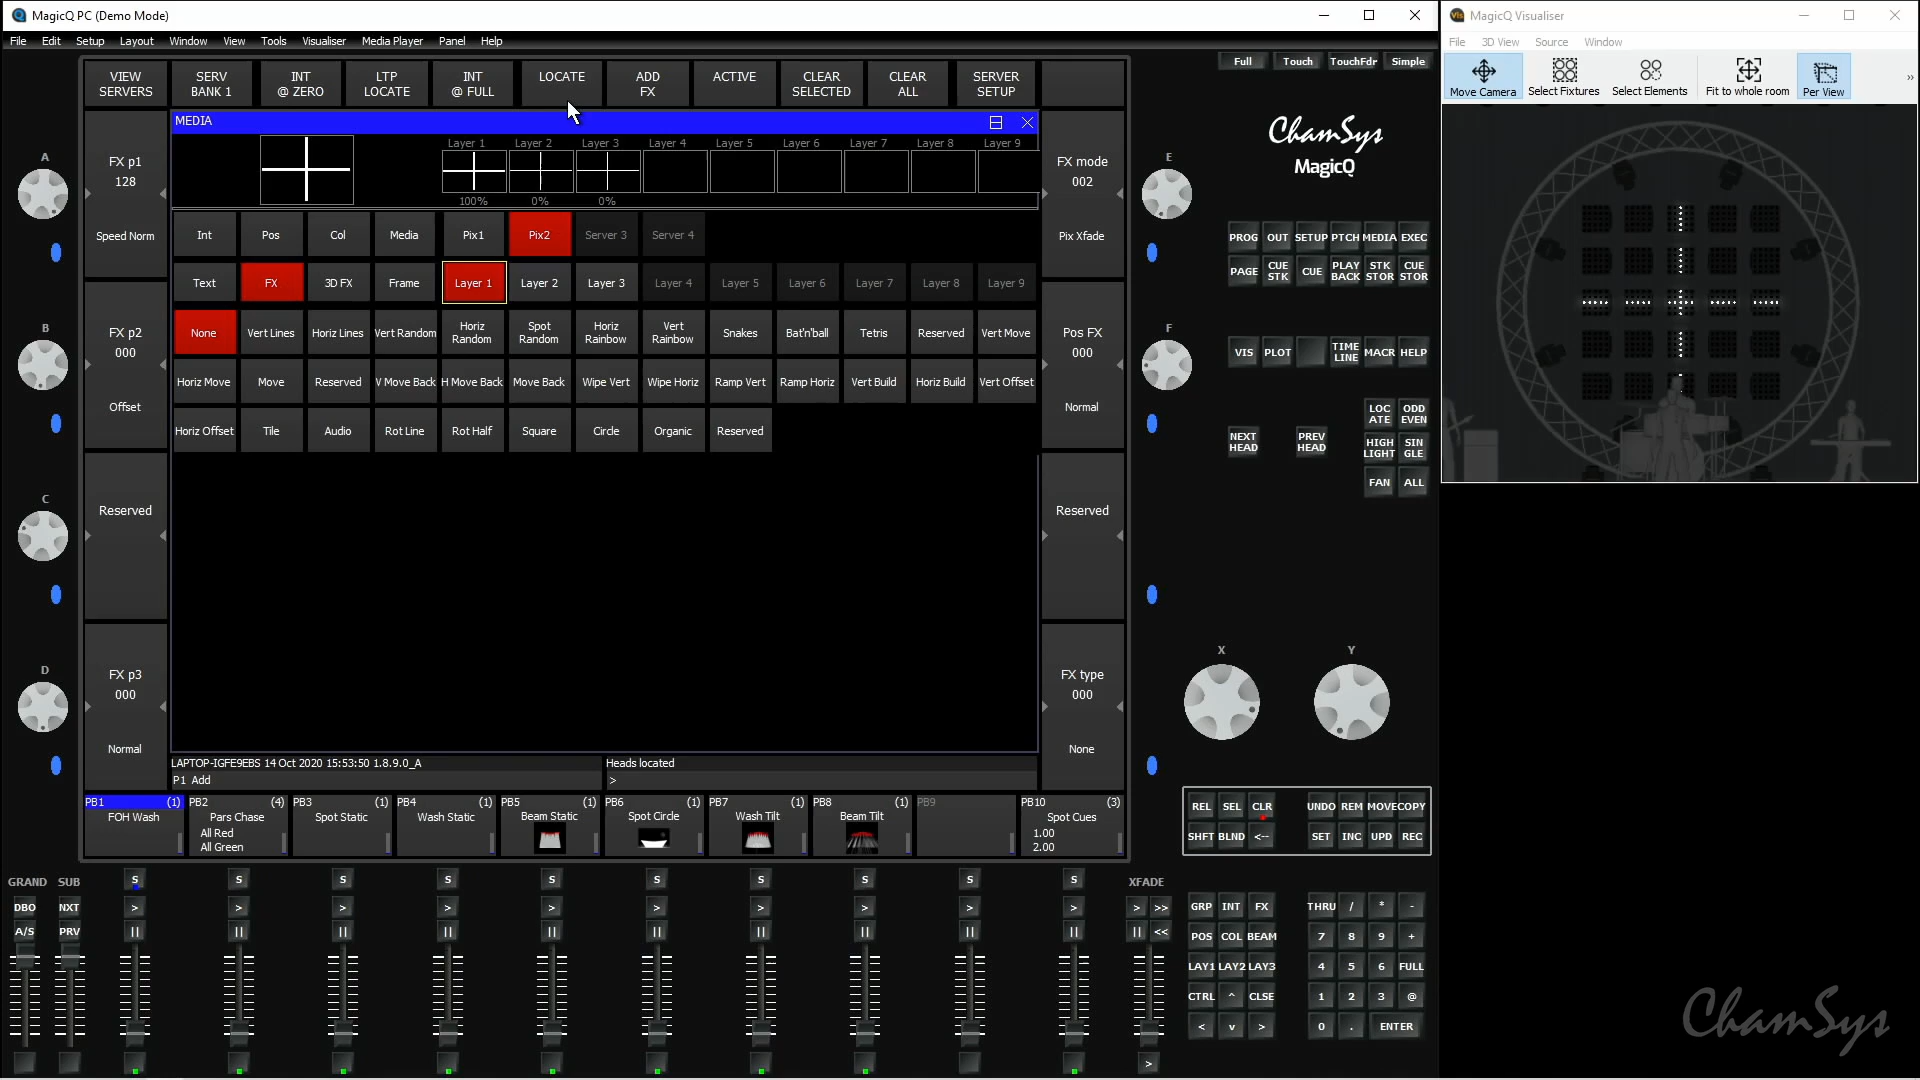 MagicQ PC (Demo Mode)
File Edit Setup Layout Window View Tools Visualiser Media Player Panel Help
VIEW SERVERS
SERV BANK 1
INT @ ZERO
LTP LOCATE
INT @ FULL
LOCATE
ADD FX
ACTIVE
CLEAR SELECTED
CLEAR ALL
SERVER SETUP
MEDIA
Layer 1 Layer 2 Layer 3 Layer 4 Layer 5 Layer 6 Layer 7 Layer 8 Layer 9
100% 0% 0%
Int Pos Col Media Pix1 Pix2 Server 3 Server 4
Text FX 3D FX Frame Layer 1 Layer 2 Layer 3 Layer 4 Layer 5 Layer 6 Layer 7 Layer 8 Layer 9
None Vert Lines Horiz Lines Vert Random Horiz Random Spot Random Horiz Rainbow Vert Rainbow Snakes Bat'n'ball Tetris Reserved Vert Move
Horiz Move Move Reserved V Move Back H Move Back Move Back Wipe Vert Wipe Horiz Ramp Vert Ramp Horiz Vert Build Horiz Build Vert Offset
Horiz Offset Tile Audio Rot Line Rot Half Square Circle Organic Reserved
A
FX p1
128
Speed Norm
B
FX p2
000
Offset
C
Reserved
D
FX p3
000
Normal
FX mode
002
Pix Xfade
E
Pos FX
000
Normal
F
Reserved
FX type
000
None
LAPTOP-IGFE9EBS 14 Oct 2020 15:53:50 1.8.9.0_A
Heads located
P1 Add
>
PB1 (1) PB2 (4) PB3 (1) PB4 (1) PB5 (1) PB6 (1) PB7 (1) PB8 (1) PB9 PB10 (3)
FOH Wash Pars Chase Spot Static Wash Static Beam Static Spot Circle Wash Tilt Beam Tilt Spot Cues
All Red 1.00
All Green 2.00
GRAND SUB S S S S S S S S S S XFADE
DBO NXT > > > > > > > > > > > >>
A/S PRV || || || || || || || || || || || <<
>
Full Touch TouchFdr Simple
ChamSys
MagicQ
PROG OUT SETUP PTCH MEDIA EXEC
PAGE CUE STK CUE PLAY BACK STK STOR CUE STOR
VIS PLOT TIME LINE MACR HELP
LOC ATE ODD EVEN
NEXT HEAD PREV HEAD HIGH LIGHT SIN GLE
FAN ALL
X Y
REL SEL CLR UNDO REM MOVE COPY
SHFT BLND <-- SET INC UPD REC
GRP INT FX THRU / * -
POS COL BEAM 7 8 9 +
LAY1 LAY2 LAY3 4 5 6 FULL
CTRL ^ CLSE 1 2 3 @
< v > 0 . ENTER
MagicQ Visualiser
File 3D View Source Window
Move Camera Select Fixtures Select Elements Fit to whole room Per View »
ChamSys